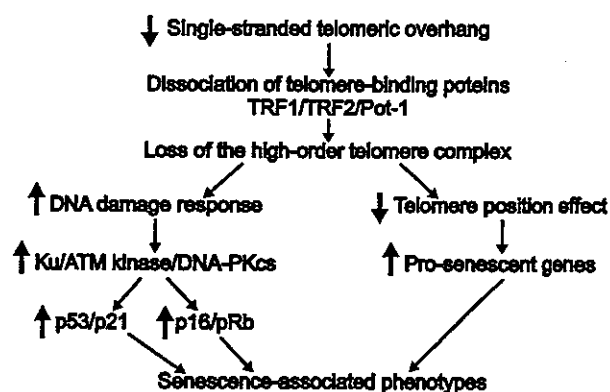 Single-stranded telomeric overhang
Dissociation of telomere-binding poteins
TRF1/TRF2/Pot-1
Loss of the high-order telomere complex
DNA damage response
Telomere position effect
Ku/ATM kinase/DNA-PKcs
Pro-senescent genes
p53/p21
p16/pRb
Senescence-associated phenotypes